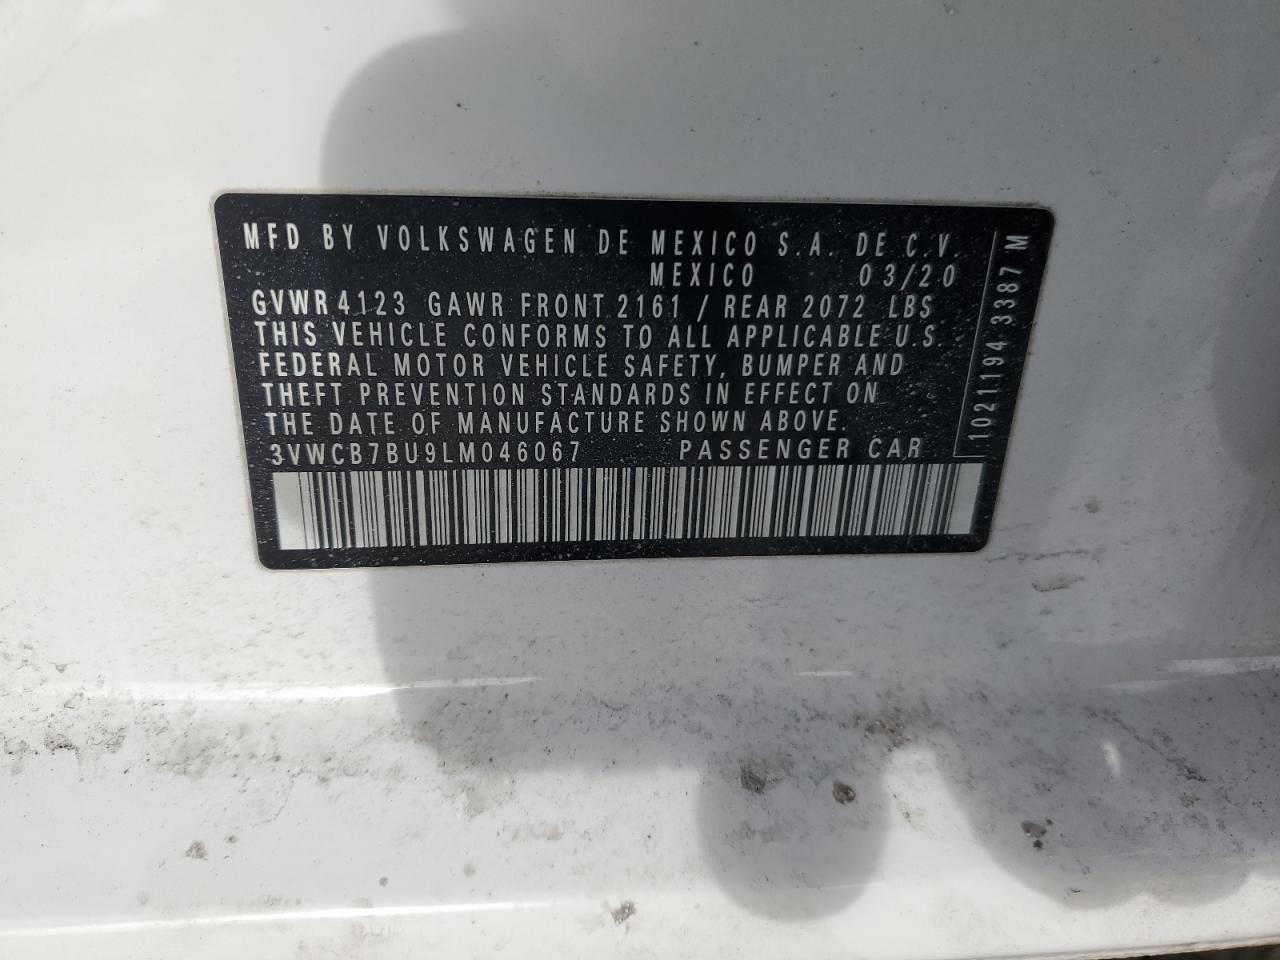 MFD BY VOLKSWAGEN DE MEXICO S.A. DE C.V.
MEXICO 03/20
GVWR 4123 GAWR FRONT 2161 / REAR 2072 LBS
THIS VEHICLE CONFORMS TO ALL APPLICABLE U.S.
FEDERAL MOTOR VEHICLE SAFETY, BUMPER AND
THEFT PREVENTION STANDARDS IN EFFECT ON
THE DATE OF MANUFACTURE SHOWN ABOVE.
3VWCB7BU9LM046067 PASSENGER CAR
1021194 3387 M